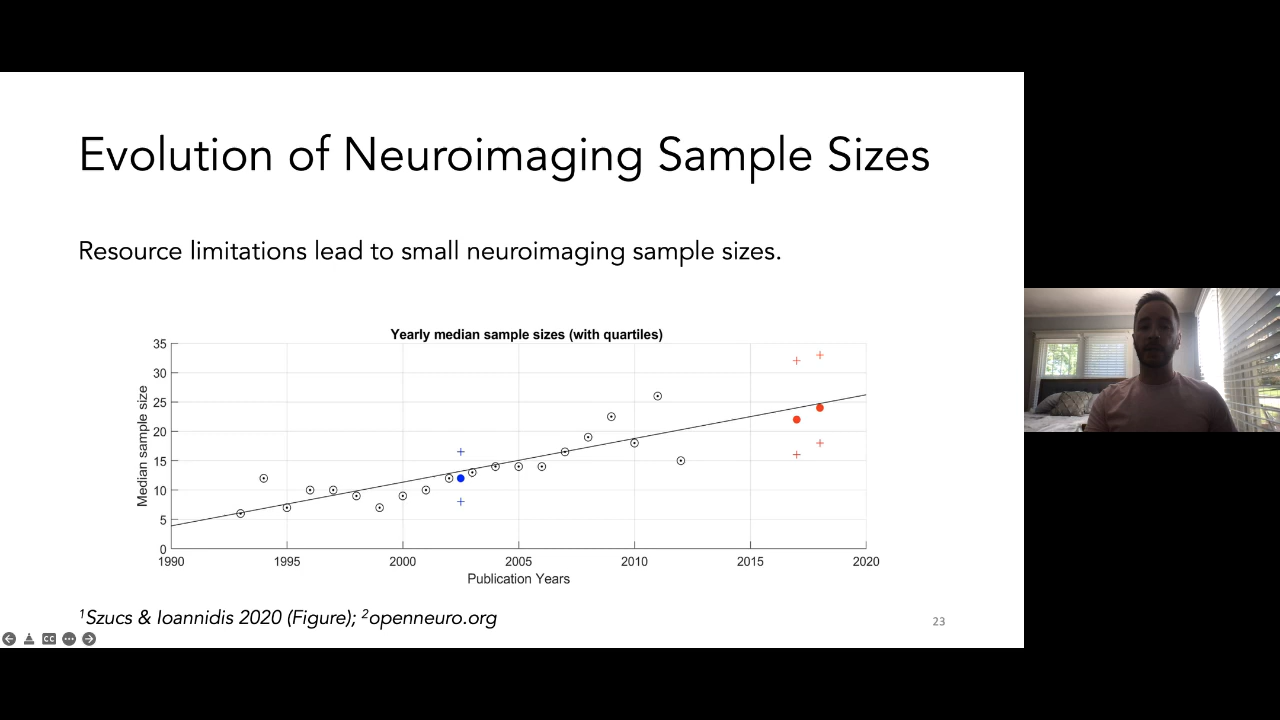 Evolution of Neuroimaging Sample Sizes
Resource limitations lead to small neuroimaging sample sizes.
Yearly median sample sizes (with quartiles)
Median sample size
35
30
25
20
15
10
5
0
1990 1995 2000 2005 2010 2015 2020
Publication Years
¹Szucs & Ioannidis 2020 (Figure); ²openneuro.org
23
CC